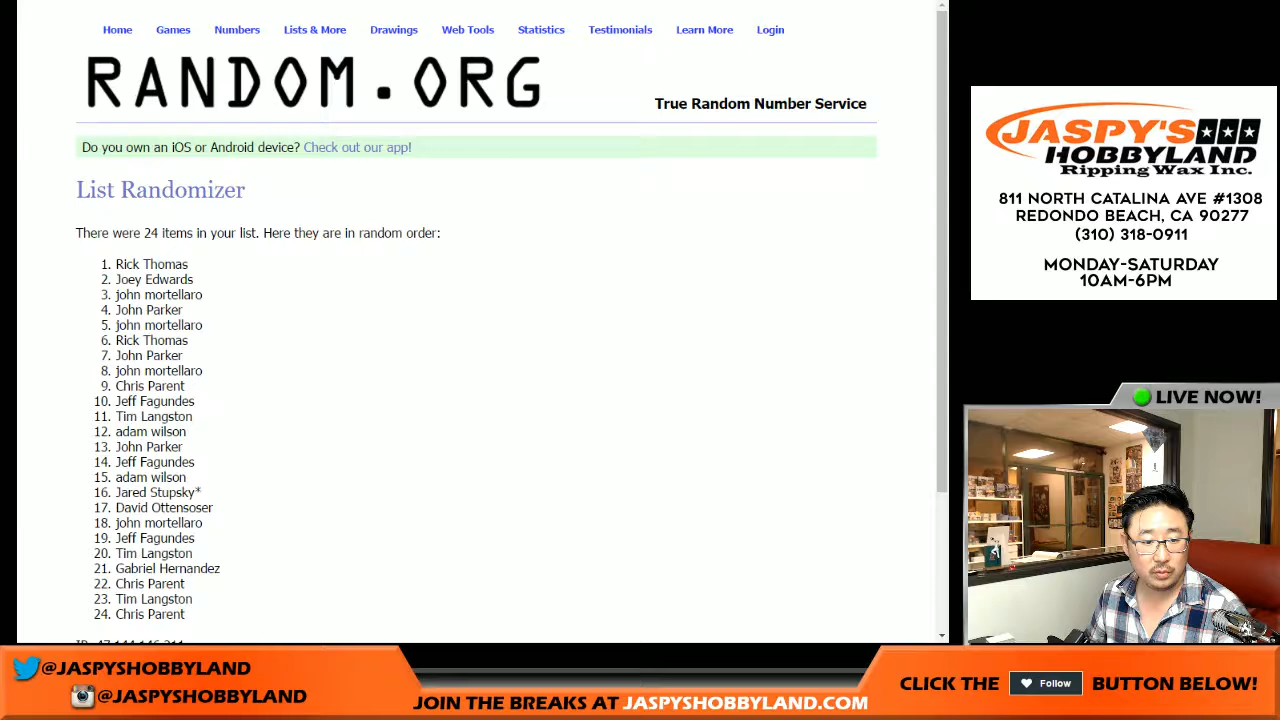 Home Games Numbers Lists & More Drawings Web Tools Statistics Testimonials Learn More Login
RANDOM.ORG
True Random Number Service
Do you own an iOS or Android device? Check out our app!
List Randomizer
There were 24 items in your list. Here they are in random order:
1. Rick Thomas
2. Joey Edwards
3. john mortellaro
4. John Parker
5. john mortellaro
6. Rick Thomas
7. John Parker
8. john mortellaro
9. Chris Parent
10. Jeff Fagundes
11. Tim Langston
12. adam wilson
13. John Parker
14. Jeff Fagundes
15. adam wilson
16. Jared Stupsky*
17. David Ottensoser
18. john mortellaro
19. Jeff Fagundes
20. Tim Langston
21. Gabriel Hernandez
22. Chris Parent
23. Tim Langston
24. Chris Parent
JASPY'S
HOBBYLAND
Ripping Wax Inc.
811 NORTH CATALINA AVE #1308
REDONDO BEACH, CA 90277
(310) 318-0911
MONDAY-SATURDAY
10AM-6PM
LIVE NOW!
@JASPYSHOBBYLAND
@JASPYSHOBBYLAND
JOIN THE BREAKS AT JASPYSHOBBYLAND.COM
CLICK THE Follow BUTTON BELOW!